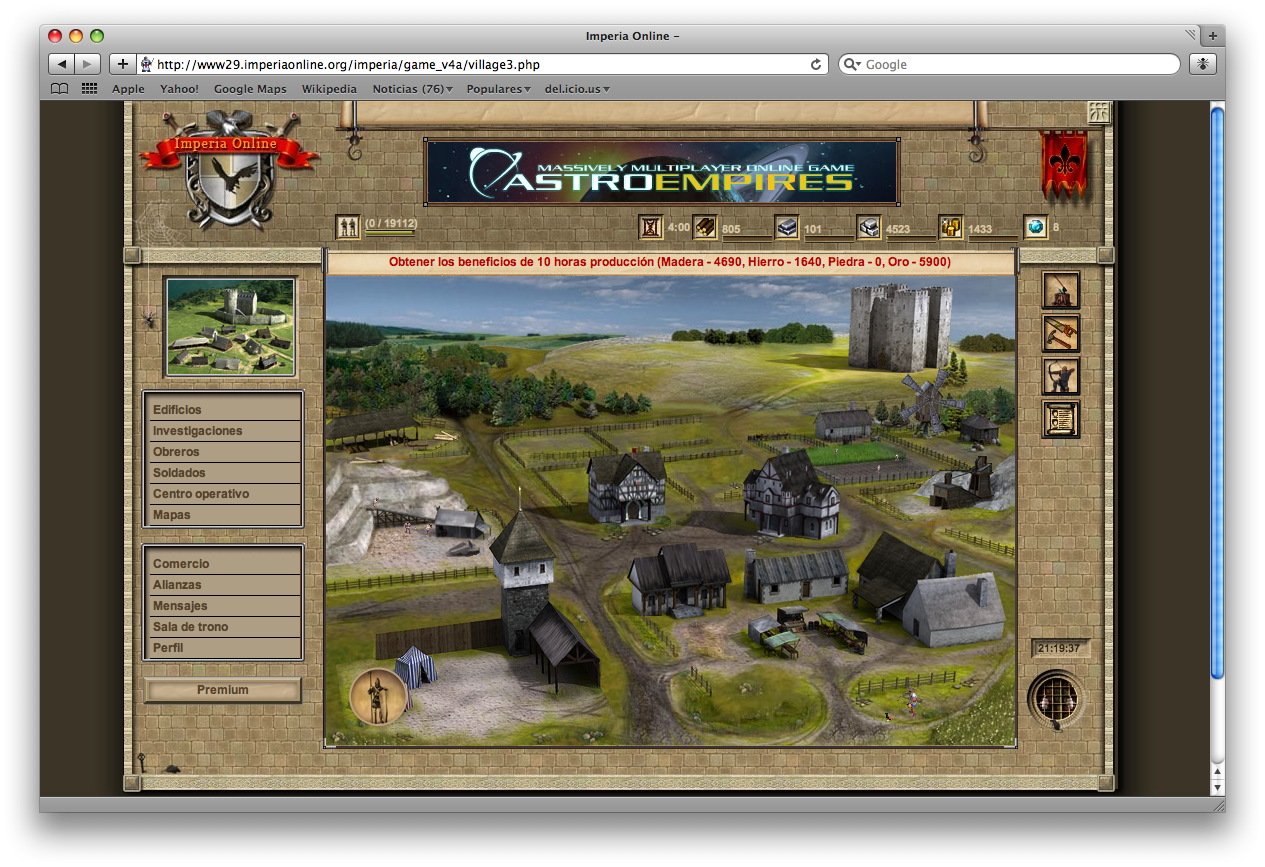 Imperia Online –
http://www29.imperiaonline.org/imperia/game_v4a/village3.php
Google
Apple Yahoo! Google Maps Wikipedia Noticias (76) Populares del.icio.us
Imperia Online
MASSIVELY MULTIPLAYER ONLINE GAME
ASTROEMPIRES
(0 / 19112) 4:00 805 101 4523 1433 8
Obtener los beneficios de 10 horas producción (Madera - 4690, Hierro - 1640, Piedra - 0, Oro - 5900)
Edificios
Investigaciones
Obreros
Soldados
Centro operativo
Mapas
Comercio
Alianzas
Mensajes
Sala de trono
Perfil
Premium
21:19:37